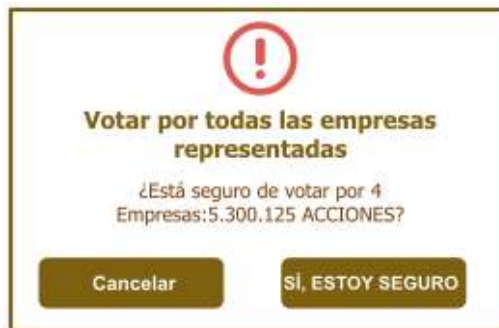 Votar por todas las empresas
representadas
¿Está seguro de votar por 4
Empresas:5.300.125 ACCIONES?
Cancelar
SÍ, ESTOY SEGURO